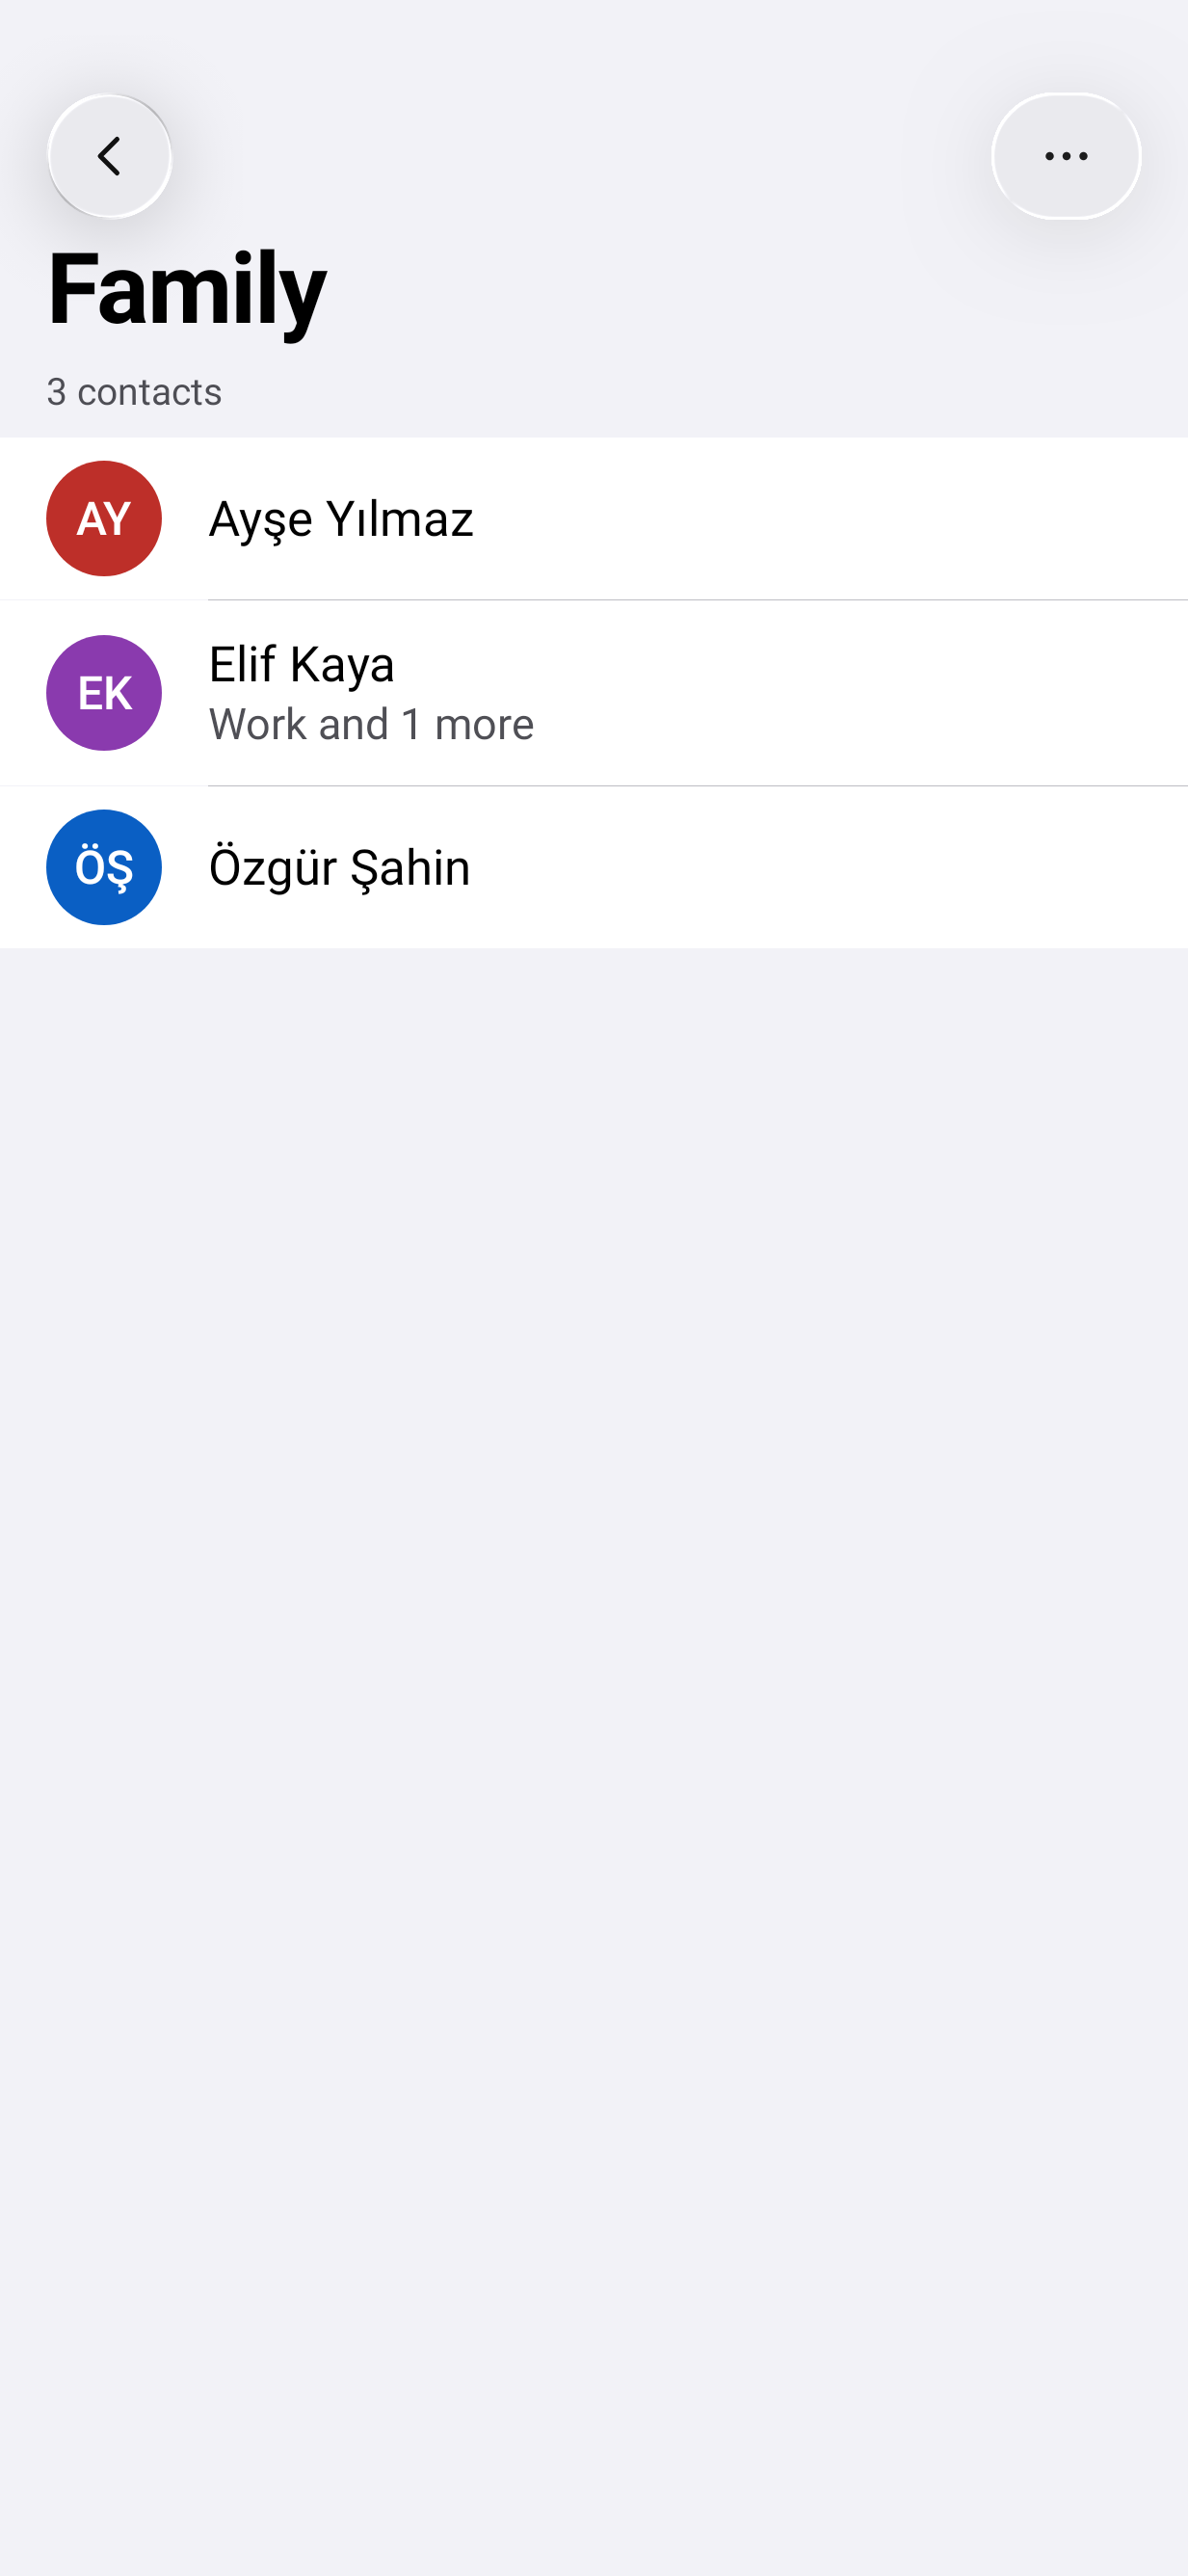 Family
3 contacts
AY
Ayşe Yılmaz
EK
Elif Kaya
Work and 1 more
ÖŞ
Özgür Şahin